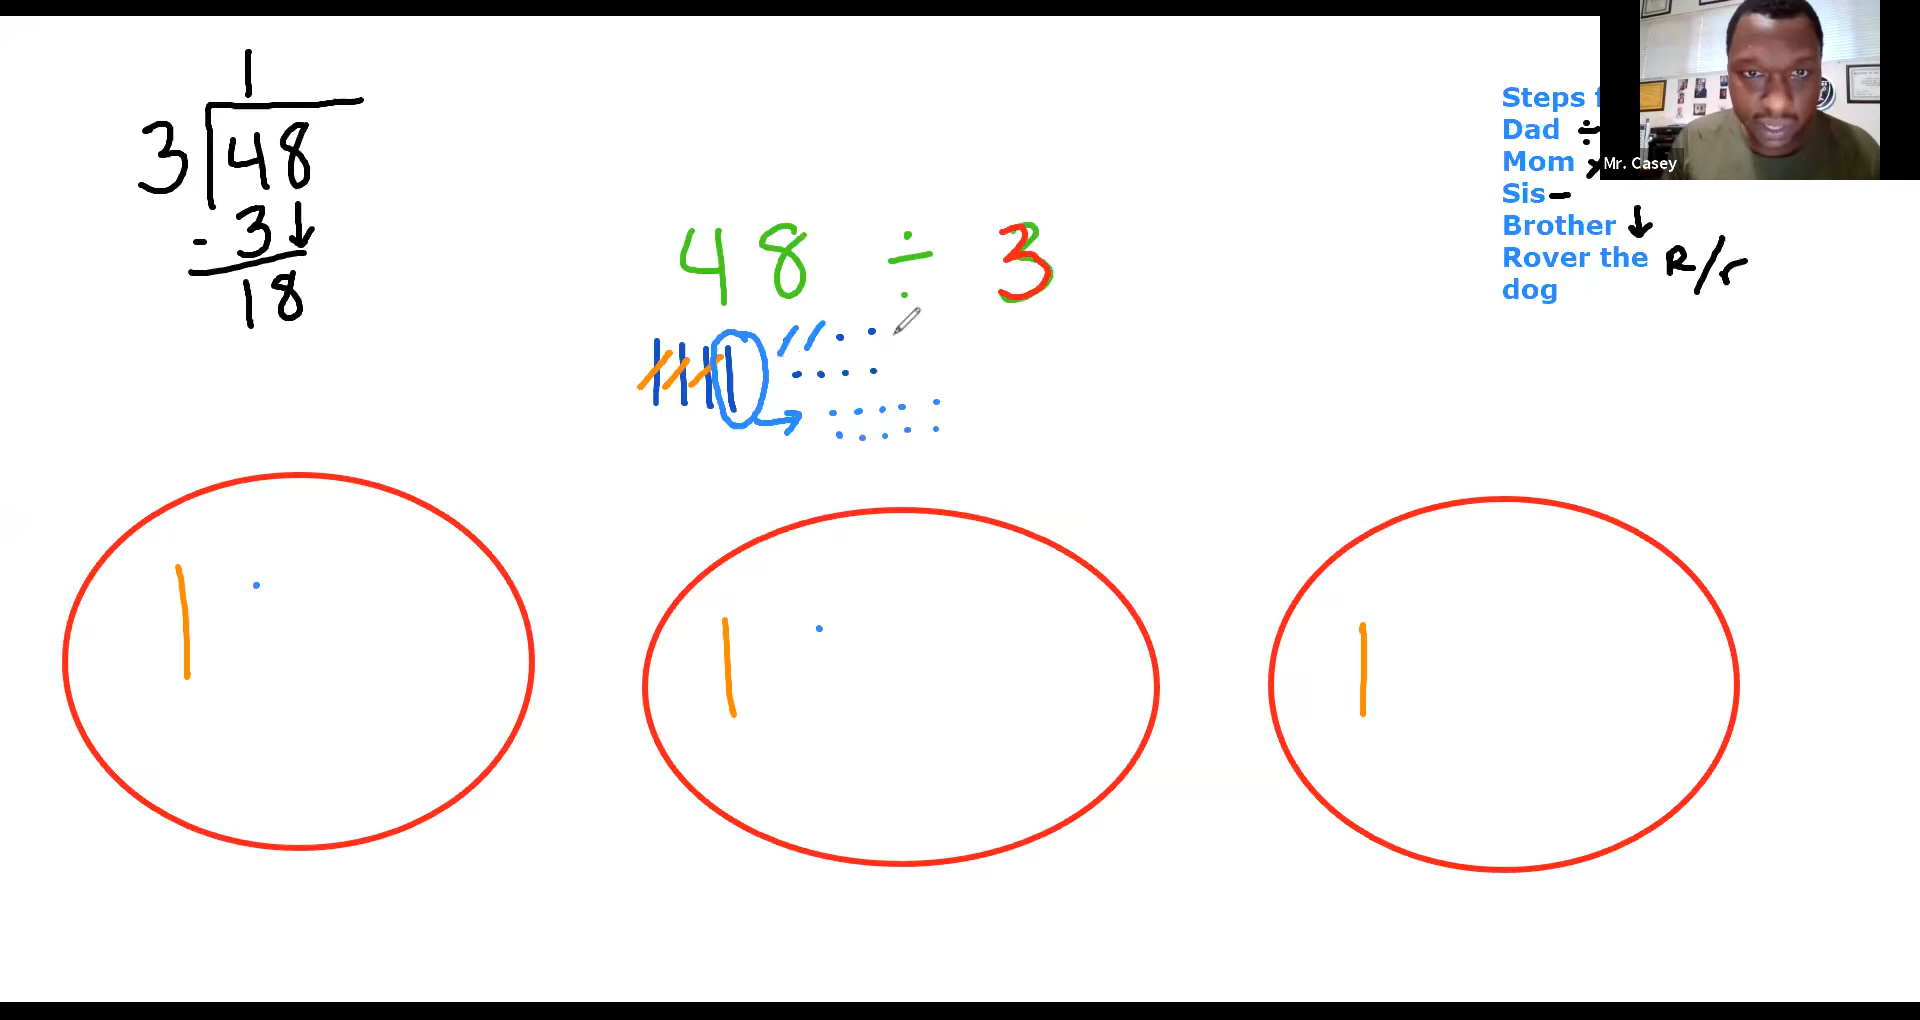 1
3 48
- 3 ↓
18
48 ÷ 3
Steps
Dad ÷
Mom
Sis -
Brother ↓
Rover the R/r
dog
Mr. Casey